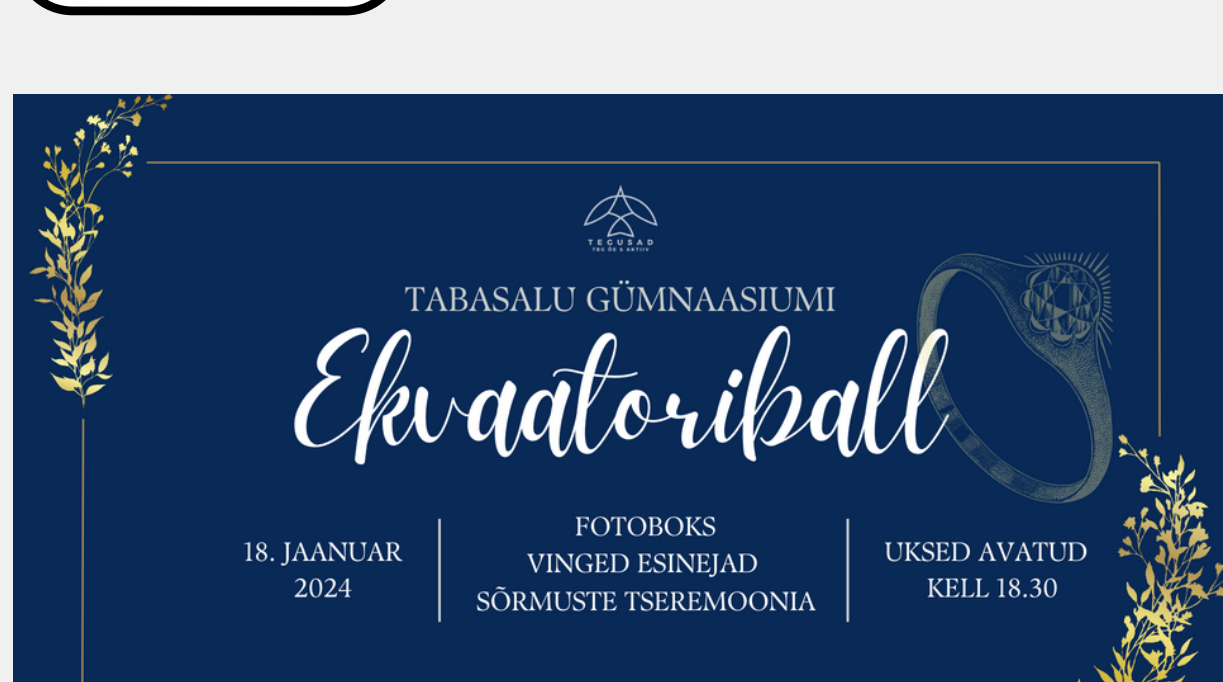 TEGUSAD
TABASALU GÜMNAASIUMI
Ekvaatoriball
18. JAANUAR
2024
FOTOBOKS
VINGED ESINEJAD
SÕRMUSTE TSEREMOONIA
UKSED AVATUD
KELL 18.30